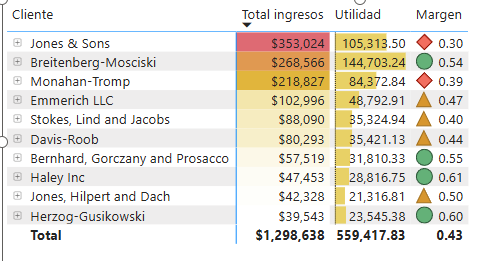 Cliente Total ingresos Utilidad Margen
Jones & Sons $353,024 105,313.50 0.30
Breitenberg-Mosciski $268,566 144,703.24 0.54
Monahan-Tromp $218,827 84,372.84 0.39
Emmerich LLC $102,996 48,792.91 0.47
Stokes, Lind and Jacobs $88,090 35,324.94 0.40
Davis-Roob $80,293 35,421.13 0.44
Bernhard, Gorczany and Prosacco $57,519 31,810.33 0.55
Haley Inc $47,453 28,816.75 0.61
Jones, Hilpert and Dach $42,328 21,316.81 0.50
Herzog-Gusikowski $39,543 23,545.38 0.60
Total $1,298,638 559,417.83 0.43